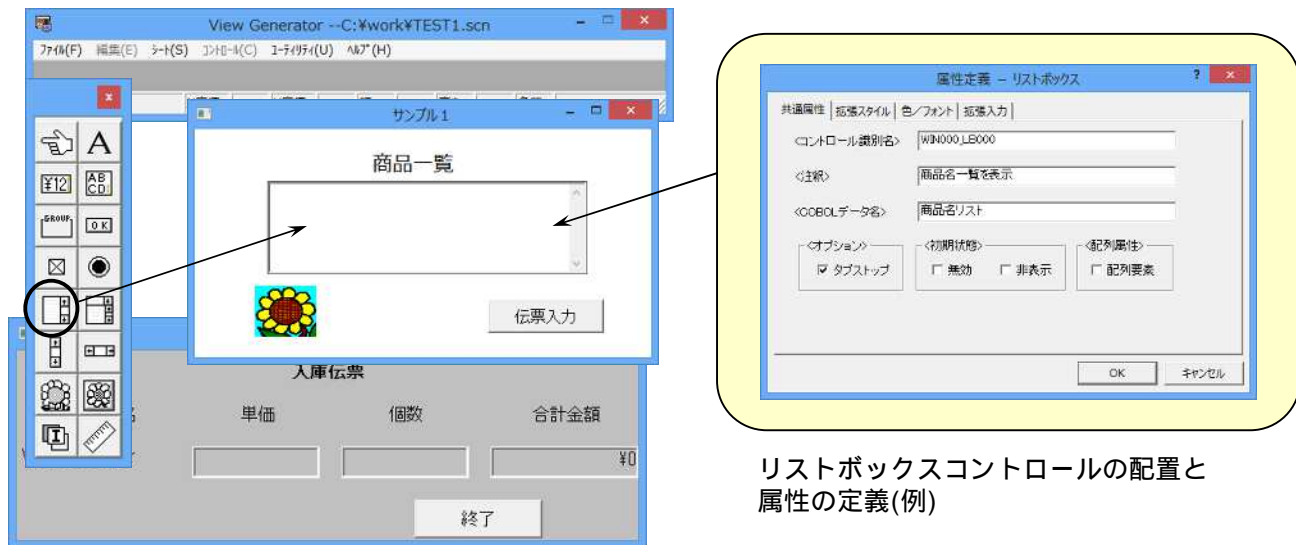 View Generator --C:¥work¥TEST1.scn
ﾌｧｲﾙ(F) 編集(E) ｼｰﾄ(S) ｺﾝﾄﾛｰﾙ(C) ﾕｰﾃｨﾘﾃｨ(U) ﾍﾙﾌﾟ(H)
A
¥12
AB
CD
GROUP
OK
I
サンプル1
商品一覧
伝票入力
入庫伝票
単価 個数 合計金額
¥0
終了
属性定義 － リストボックス
共通属性 拡張スタイル 色／フォント 拡張入力
<コントロール識別名> WIN000_LB000
<注釈> 商品名一覧を表示
<COBOLデータ名> 商品名リスト
<オプション> <初期状態> <配列属性>
タブストップ 無効 非表示 配列要素
OK キャンセル
リストボックスコントロールの配置と
属性の定義(例)